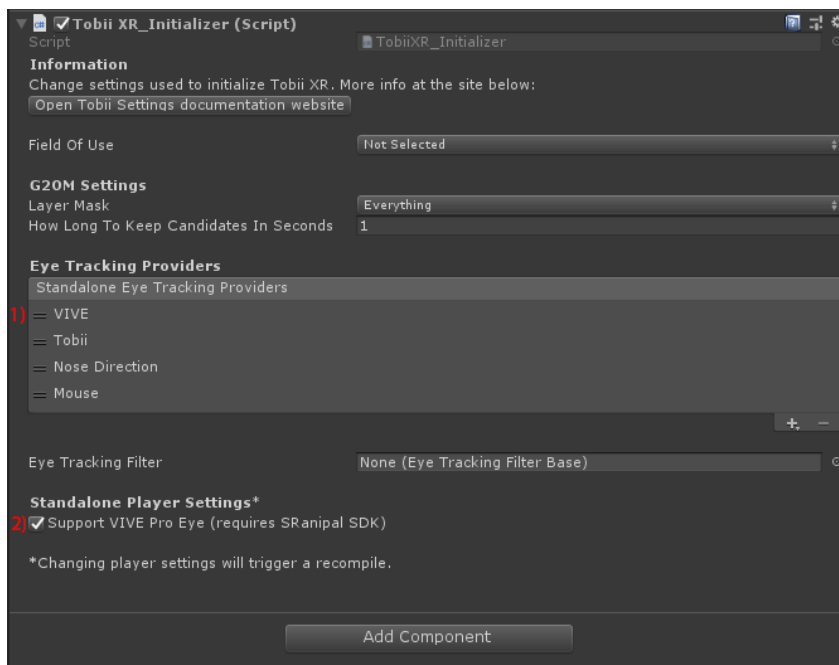 Tobii XR_Initializer (Script)
Script TobiiXR_Initializer
Information
Change settings used to initialize Tobii XR. More info at the site below:
Open Tobii Settings documentation website
Field Of Use Not Selected
G2OM Settings
Layer Mask Everything
How Long To Keep Candidates In Seconds 1
Eye Tracking Providers
Standalone Eye Tracking Providers
1) = VIVE
= Tobii
= Nose Direction
= Mouse
+ −
Eye Tracking Filter None (Eye Tracking Filter Base)
Standalone Player Settings*
2) Support VIVE Pro Eye (requires SRanipal SDK)
*Changing player settings will trigger a recompile.
Add Component